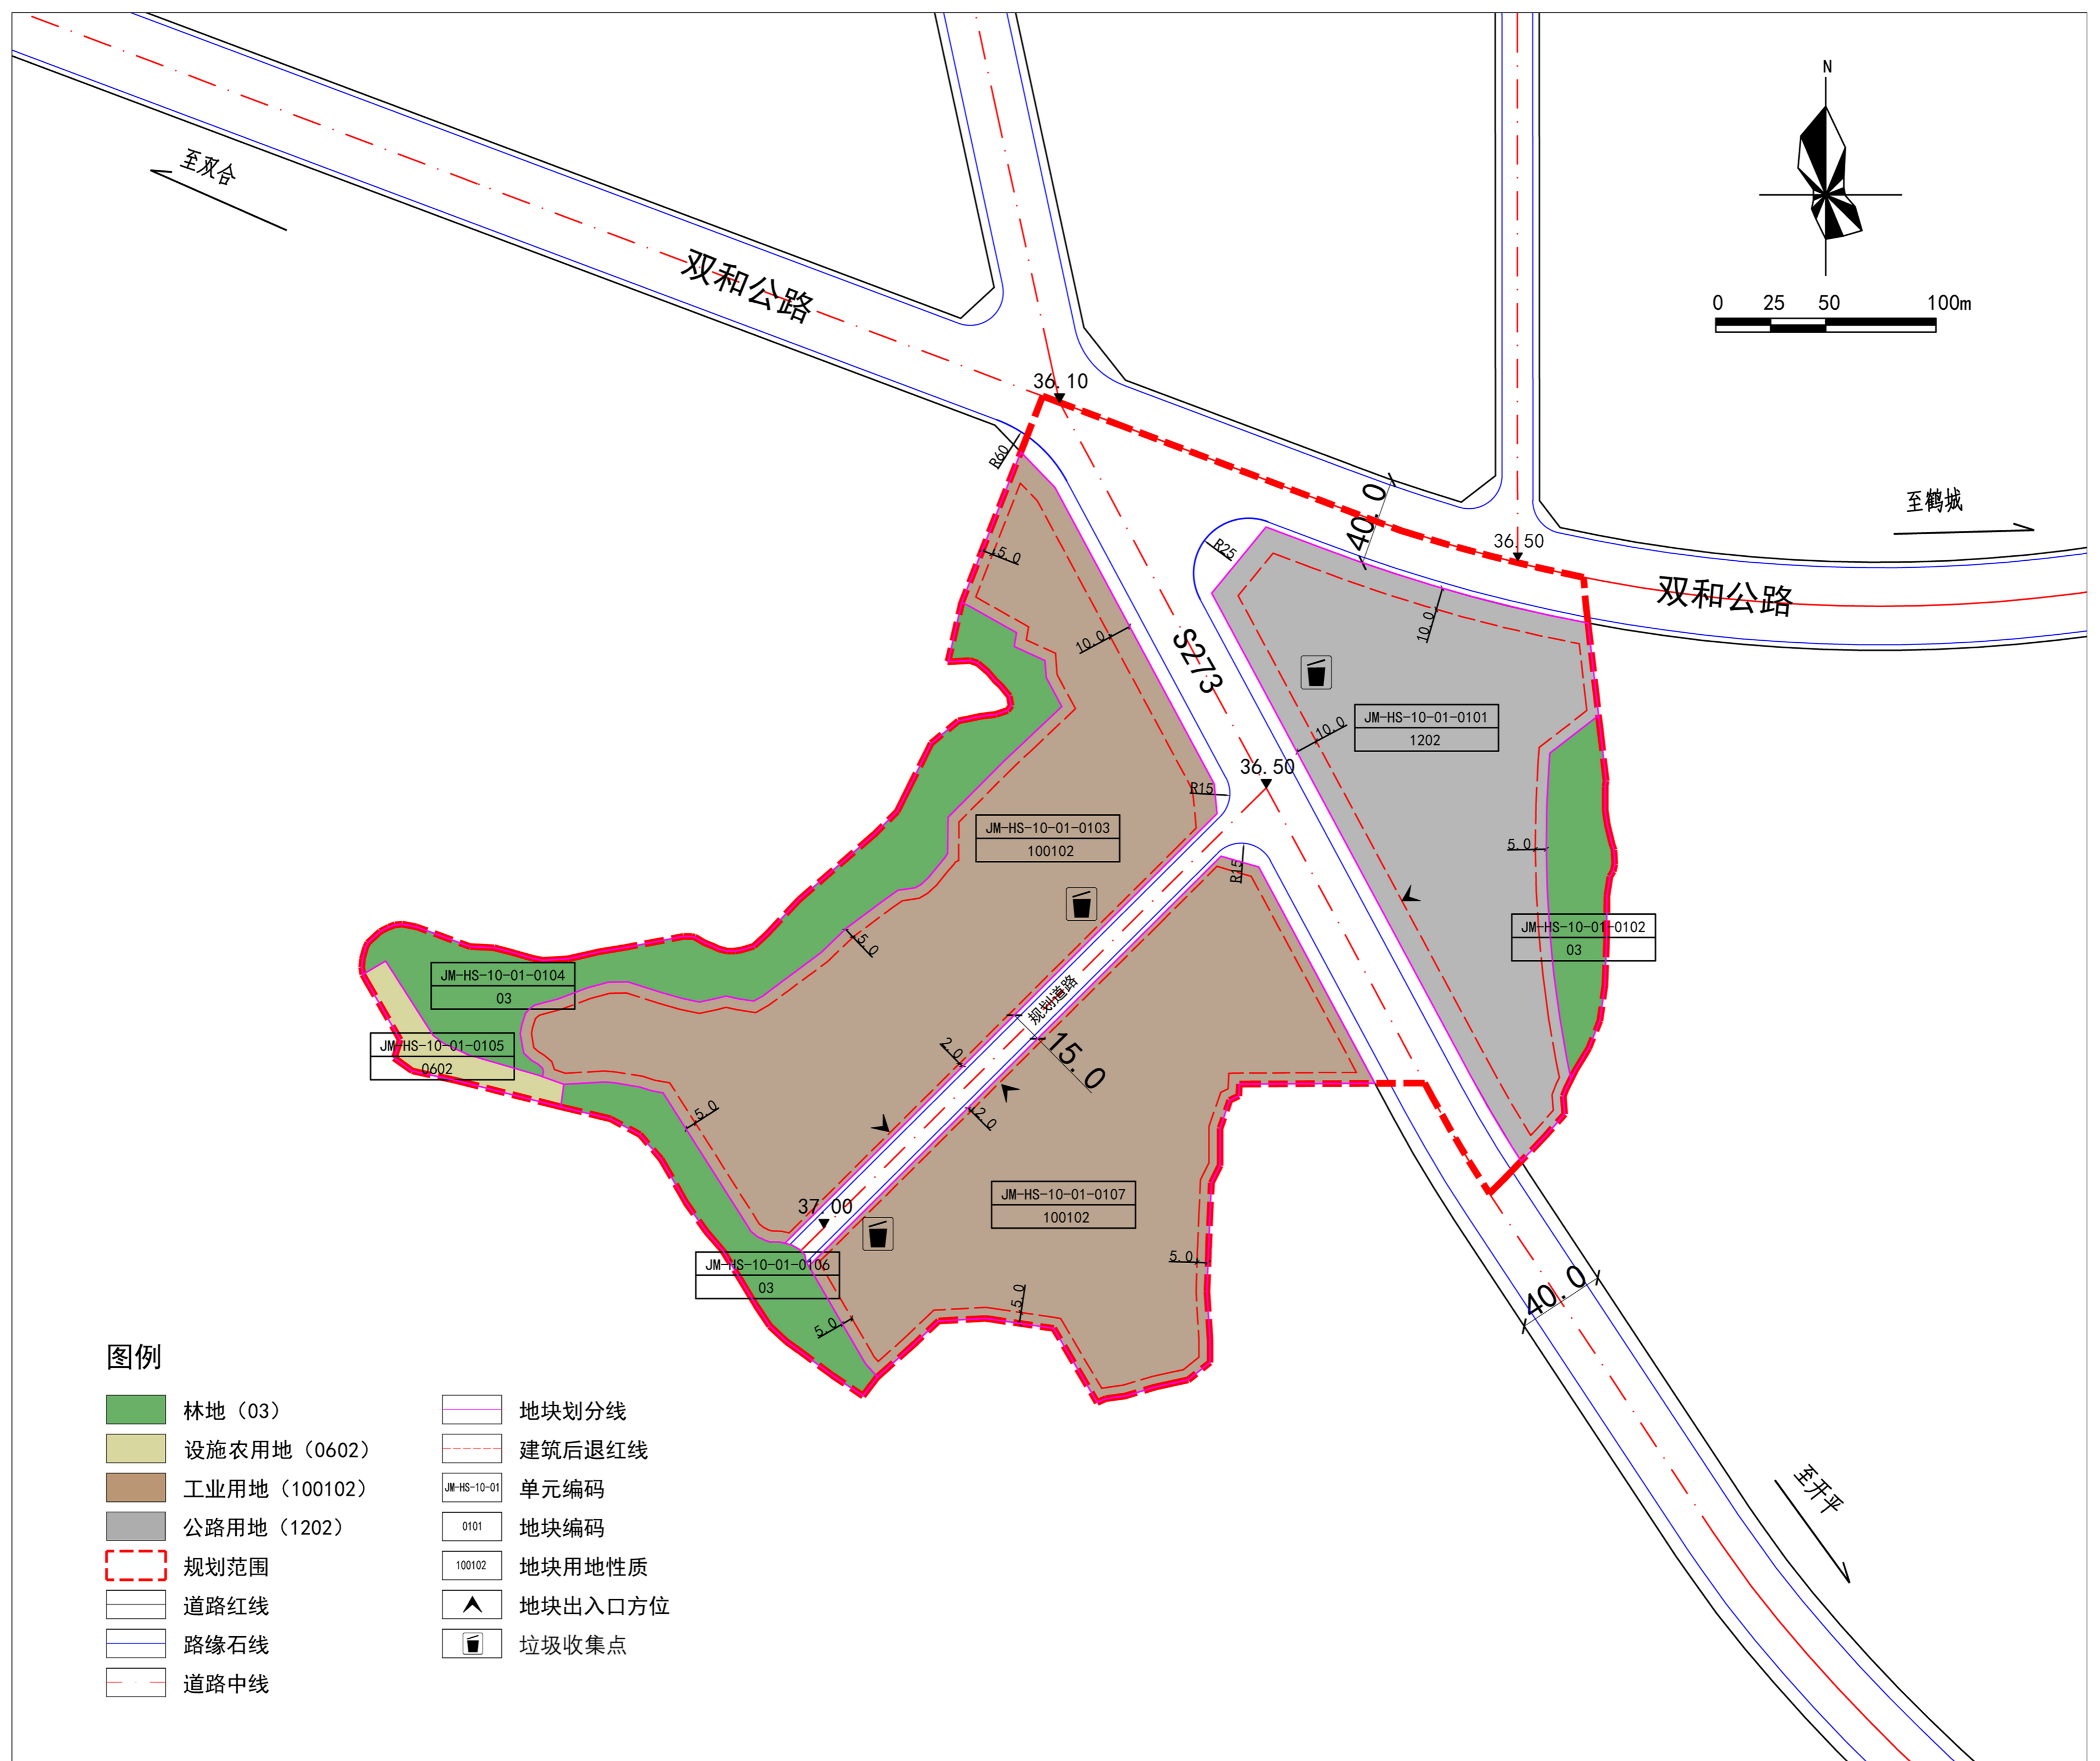 N
0 25 50 100m
至双合
双和公路
36.10
R60
40.0
至鹤城
36.50
双和公路
R25
5.0
10.0
10.0
S273
JM-HS-10-01-0101
1202
10.0
36.50
R15
JM-HS-10-01-0103
100102
5.0
R15
JM-HS-10-01-0102
03
5.0
JM-HS-10-01-0104
03
规划道路
JM-HS-10-01-0105
0602
2.0
15.0
5.0
2.0
JM-HS-10-01-0107
100102
37.00
JM-HS-10-01-0106
03
5.0
5.0
5.0
40.0
至开平
图例
林地（03）
设施农用地（0602）
工业用地（100102）
公路用地（1202）
规划范围
道路红线
路缘石线
道路中线
地块划分线
建筑后退红线
JM-HS-10-01 单元编码
0101 地块编码
100102 地块用地性质
地块出入口方位
垃圾收集点